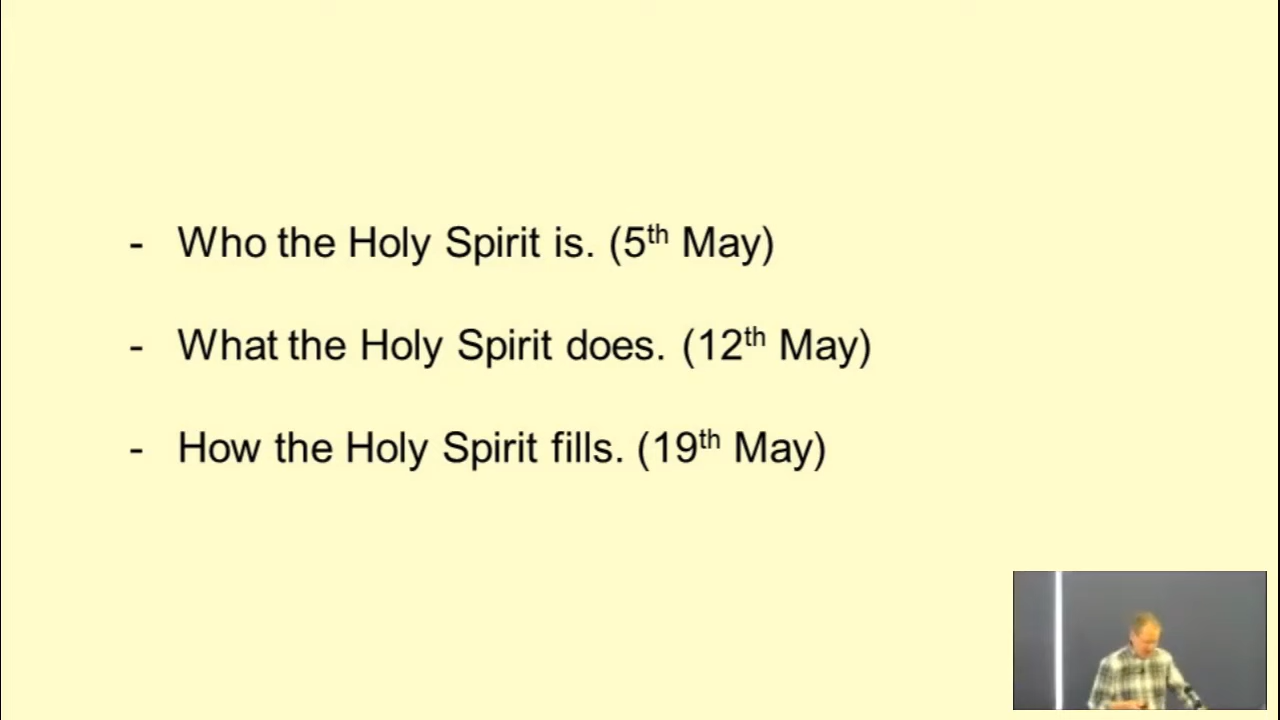 - Who the Holy Spirit is. (5th May)
- What the Holy Spirit does. (12th May)
- How the Holy Spirit fills. (19th May)